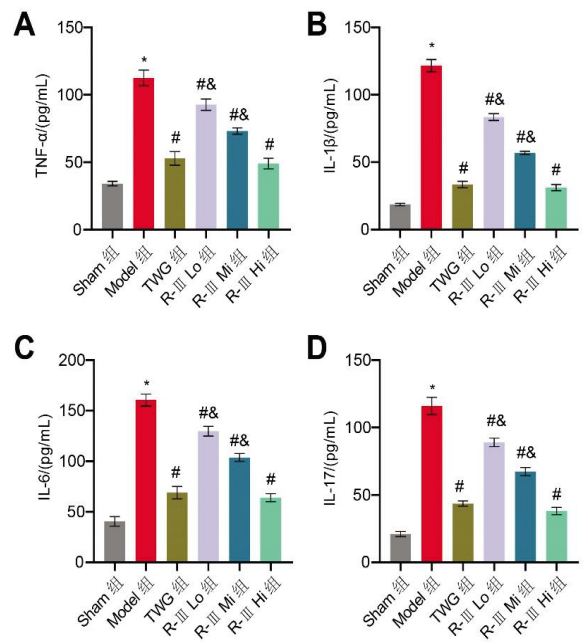 A
TNF-α/(pg/mL)
150
100
50
0
*
#
#&
#&
#
Sham 组
Model 组
TWG 组
R-Ⅲ Lo 组
R-Ⅲ Mi 组
R-Ⅲ Hi 组
B
IL-1β/(pg/mL)
150
100
50
0
*
#
#&
#&
#
Sham 组
Model 组
TWG 组
R-Ⅲ Lo 组
R-Ⅲ Mi 组
R-Ⅲ Hi 组
C
IL-6/(pg/mL)
200
150
100
50
0
*
#
#&
#&
#
Sham 组
Model 组
TWG 组
R-Ⅲ Lo 组
R-Ⅲ Mi 组
R-Ⅲ Hi 组
D
IL-17/(pg/mL)
150
100
50
0
*
#
#&
#&
#
Sham 组
Model 组
TWG 组
R-Ⅲ Lo 组
R-Ⅲ Mi 组
R-Ⅲ Hi 组